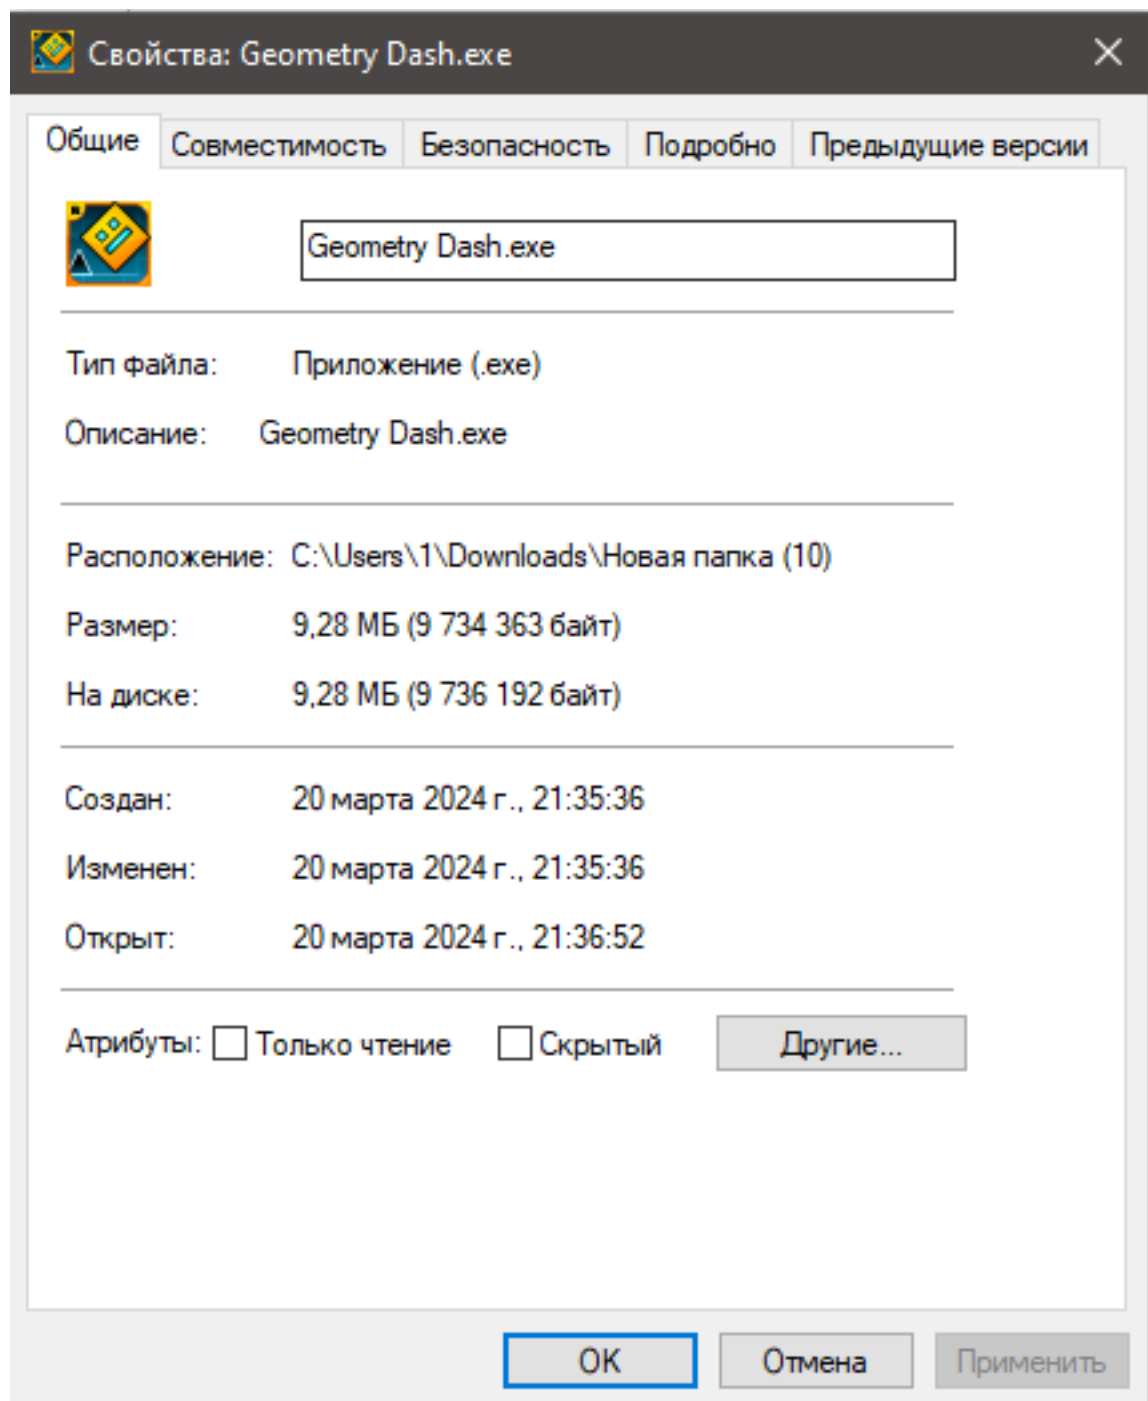 Свойства: Geometry Dash.exe
Общие Совместимость Безопасность Подробно Предыдущие версии
Geometry Dash.exe
Тип файла: Приложение (.exe)
Описание: Geometry Dash.exe
Расположение: C:\Users\1\Downloads\Новая папка (10)
Размер: 9,28 МБ (9 734 363 байт)
На диске: 9,28 МБ (9 736 192 байт)
Создан: 20 марта 2024 г., 21:35:36
Изменен: 20 марта 2024 г., 21:35:36
Открыт: 20 марта 2024 г., 21:36:52
Атрибуты: Только чтение Скрытый Другие...
OK Отмена Применить